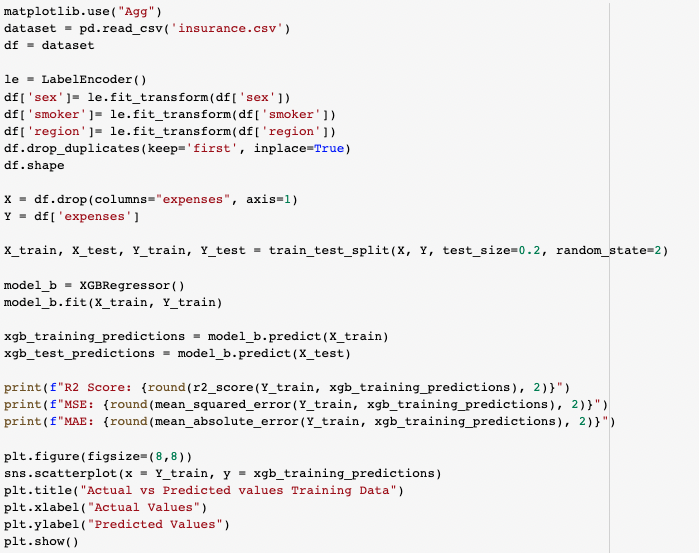 matplotlib.use("Agg")
dataset = pd.read_csv('insurance.csv')
df = dataset
le = LabelEncoder()
df['sex']= le.fit_transform(df['sex'])
df['smoker']= le.fit_transform(df['smoker'])
df['region']= le.fit_transform(df['region'])
df.drop_duplicates(keep='first', inplace=True)
df.shape
X = df.drop(columns="expenses", axis=1)
Y = df['expenses']
X_train, X_test, Y_train, Y_test = train_test_split(X, Y, test_size=0.2, random_state=2)
model_b = XGBRegressor()
model_b.fit(X_train, Y_train)
xgb_training_predictions = model_b.predict(X_train)
xgb_test_predictions = model_b.predict(X_test)
print(f"R2 Score: {round(r2_score(Y_train, xgb_training_predictions), 2)}")
print(f"MSE: {round(mean_squared_error(Y_train, xgb_training_predictions), 2)}")
print(f"MAE: {round(mean_absolute_error(Y_train, xgb_training_predictions), 2)}")
plt.figure(figsize=(8,8))
sns.scatterplot(x = Y_train, y = xgb_training_predictions)
plt.title("Actual vs Predicted values Training Data")
plt.xlabel("Actual Values")
plt.ylabel("Predicted Values")
plt.show()